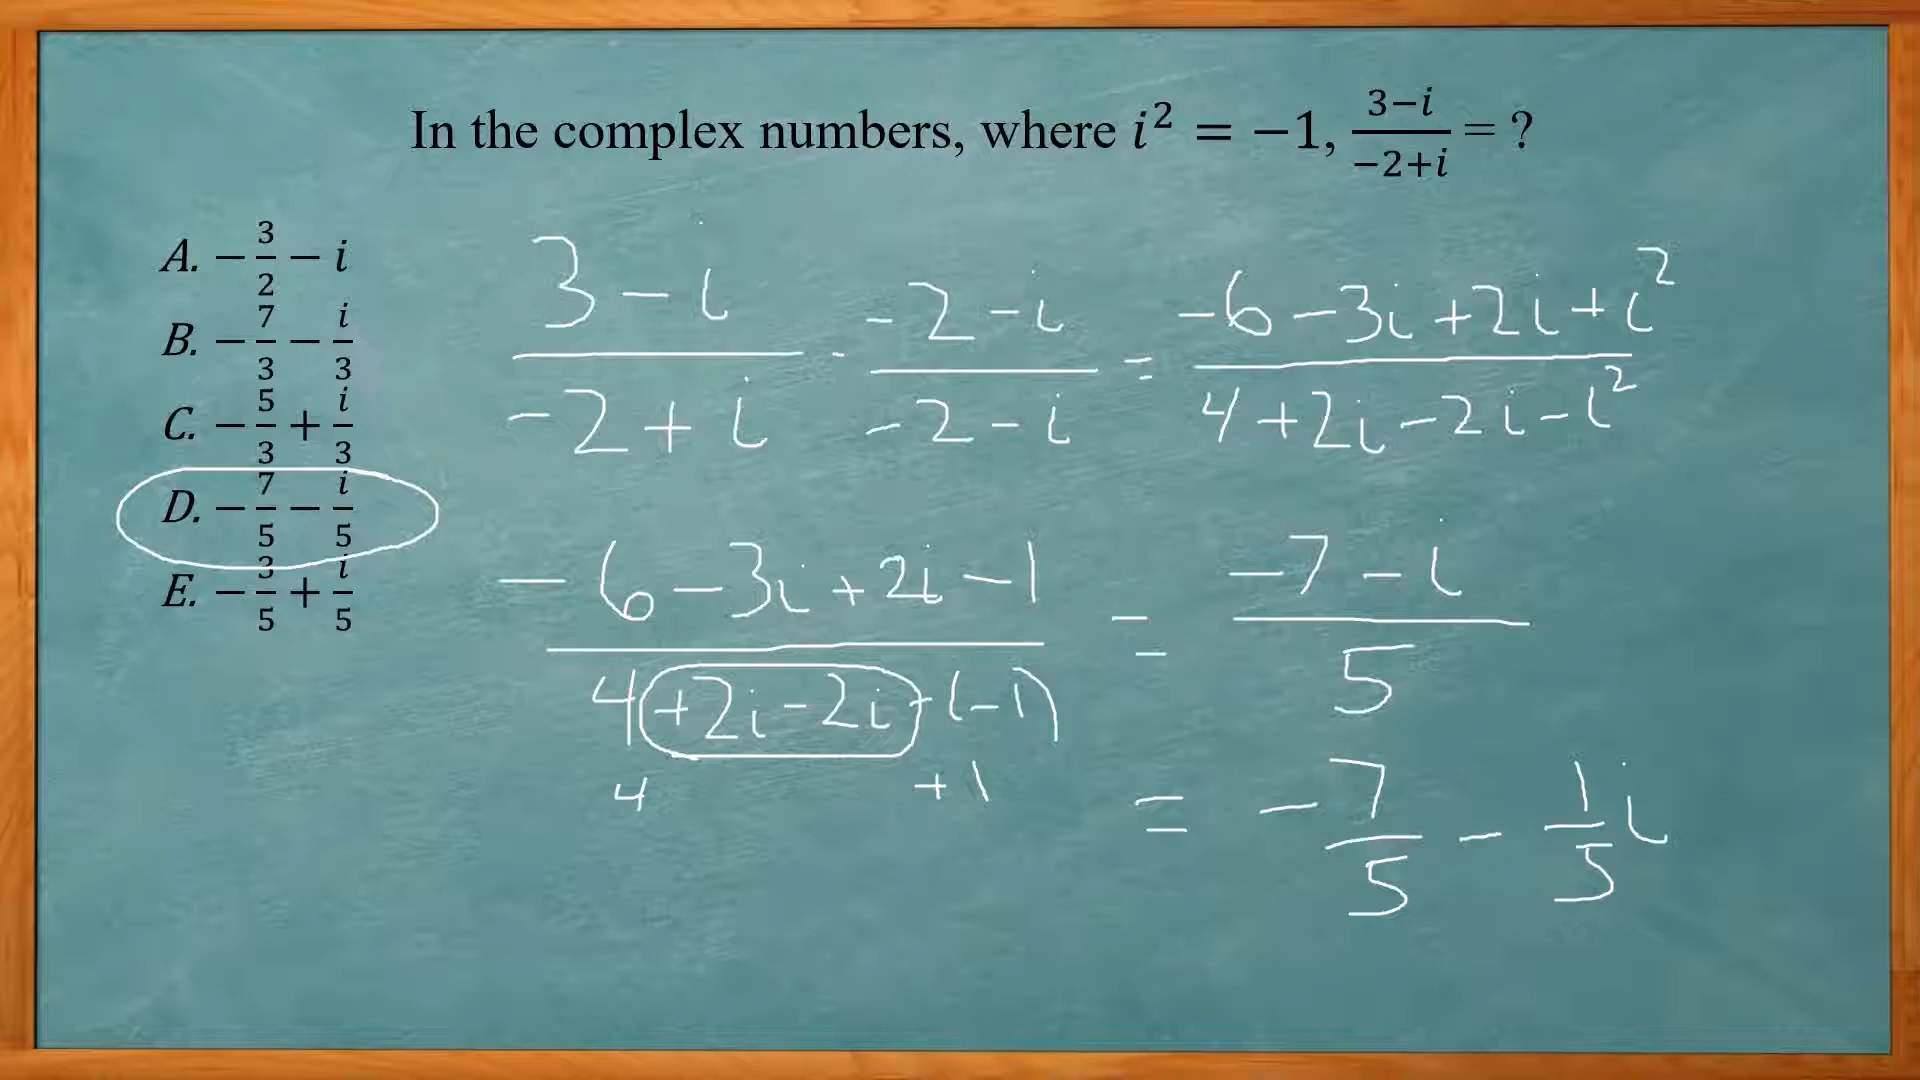 In the complex numbers, where i² = −1, (3−i)/(−2+i) = ?
A. −3/2 − i
B. −7/3 − i/3
C. −5/3 + i/3
D. −7/5 − i/5
E. −3/5 + i/5
(3−i)/(−2+i) · (−2−i)/(−2−i) = (−6−3i+2i+i²)/(4+2i−2i−i²)
(−6−3i+2i−1)/(4+2i−2i−(−1)) = (−7−i)/5
4 +1
= −7/5 − 1/5 i